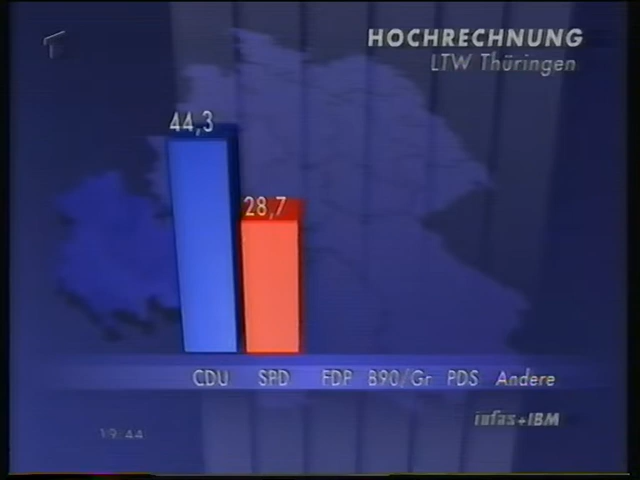 HOCHRECHNUNG
LTW Thüringen
44,3
28,7
CDU SPD FDP B90/Gr PDS Andere
infas+IBM
19:44